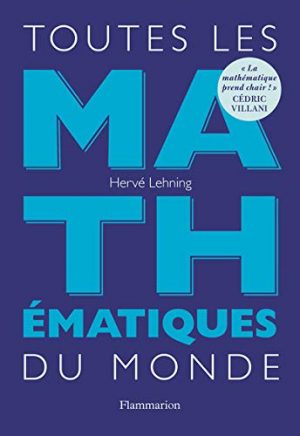 TOUTES LES
MA
« La
mathématique
prend chair ! »
CÉDRIC
VILLANI
Hervé Lehning
TH
ÉMATIQUES
DU MONDE
Flammarion